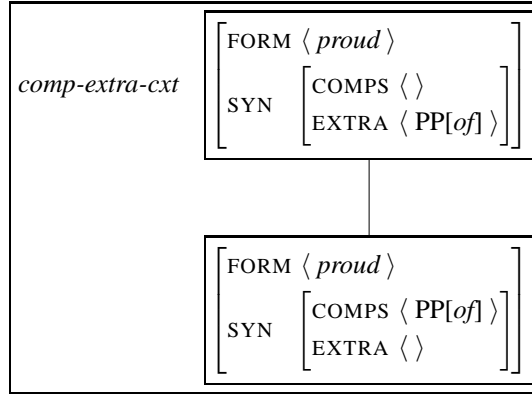 FORM ⟨ proud ⟩
comp-extra-cxt
SYN
COMPS ⟨ ⟩
EXTRA ⟨ PP[of] ⟩
FORM ⟨ proud ⟩
SYN
COMPS ⟨ PP[of] ⟩
EXTRA ⟨ ⟩